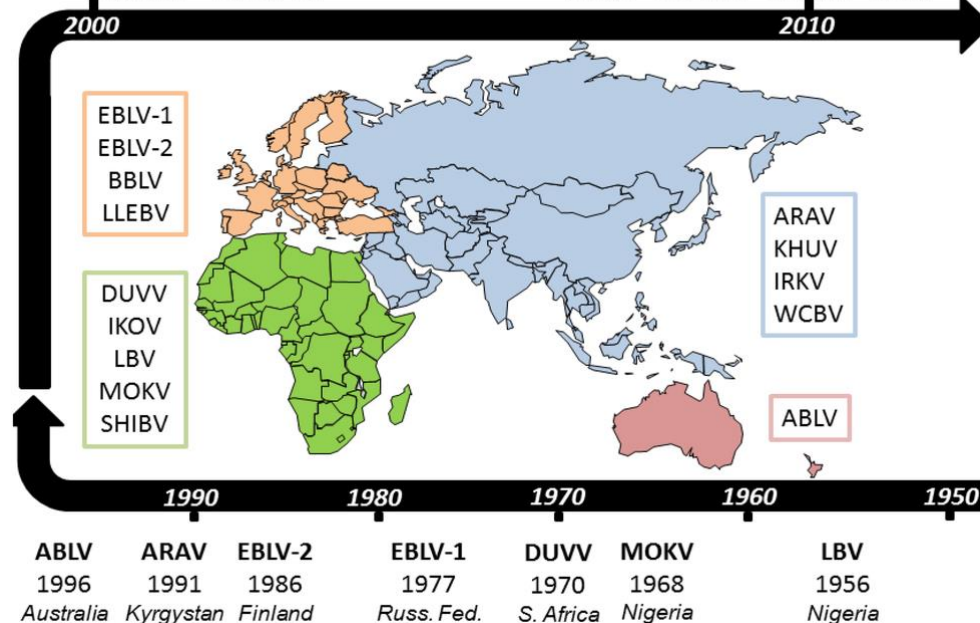 2000 2010
EBLV-1
EBLV-2
BBLV
LLEBV
DUVV
IKOV
LBV
MOKV
SHIBV
ARAV
KHUV
IRKV
WCBV
ABLV
1990 1980 1970 1960 1950
ABLV ARAV EBLV-2 EBLV-1 DUVV MOKV LBV
1996 1991 1986 1977 1970 1968 1956
Australia Kyrgystan Finland Russ. Fed. S. Africa Nigeria Nigeria